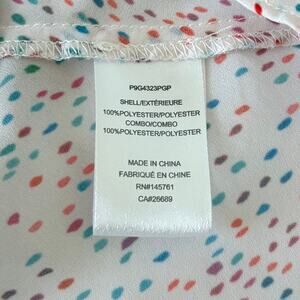 P9G4323PGP
SHELL/EXTÉRIEURE
100%POLYESTER/POLYESTER
COMBO/COMBO
100%POLYESTER/POLYESTER
MADE IN CHINA
FABRIQUÉ EN CHINE
RN#145761
CA#26689